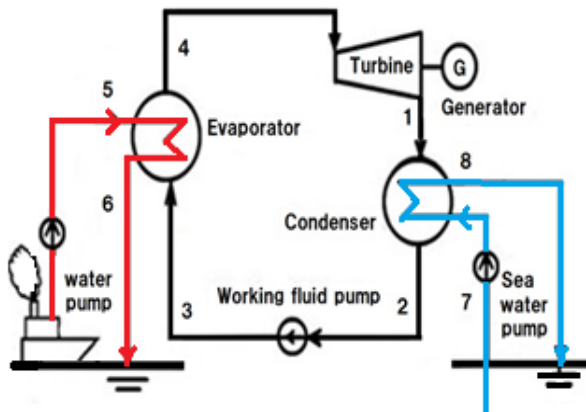 4
Turbine
G
Generator
5
Evaporator
1
8
6
Condenser
water
pump
3
Working fluid pump
2
7
Sea
water
pump